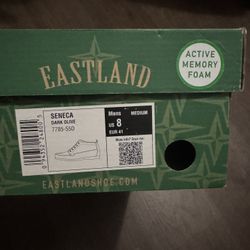 EASTLAND
ACTIVE
MEMORY
FOAM
SENECA
DARK OLIVE
7785-55D
Mens MEDIUM
US 8
EUR 41
EASTLANDSHOE.COM